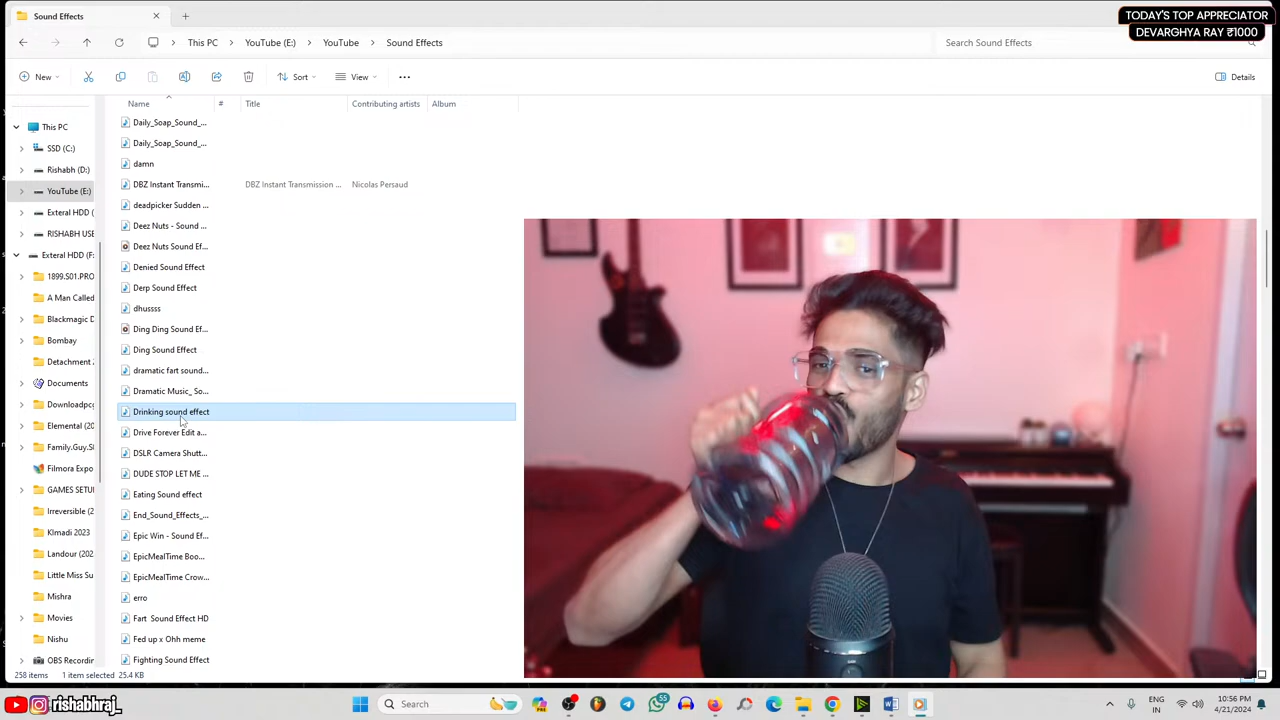 Sound Effects
TODAY'S TOP APPRECIATOR
DEVARGHYA RAY ₹1000
This PC > YouTube (E:) > YouTube > Sound Effects
Search Sound Effects
New
Sort
View
Details
Name # Title Contributing artists Album
This PC
SSD (C:)
Rishabh (D:)
YouTube (E:)
Exteral HDD (
RISHABH USE
Exteral HDD (F:
1899.S01.PRO
A Man Called
Blackmagic D
Bombay
Detachment
Documents
Downloadpcg
Elemental (20
Family.Guy.S
Filmora Expo
GAMES SETU
Irreversible (2
KImadi 2023
Landour (202
Little Miss Su
Mishra
Movies
Nishu
OBS Recordin
Daily_Soap_Sound_...
Daily_Soap_Sound_...
damn
DBZ Instant Transmi... DBZ Instant Transmission ... Nicolas Persaud
deadpicker Sudden ...
Deez Nuts - Sound ...
Deez Nuts Sound Ef...
Denied Sound Effect
Derp Sound Effect
dhussss
Ding Ding Sound Ef...
Ding Sound Effect
dramatic fart sound...
Dramatic Music_ So...
Drinking sound effect
Drive Forever Edit a...
DSLR Camera Shutt...
DUDE STOP LET ME ...
Eating Sound effect
End_Sound_Effects_...
Epic Win - Sound Ef...
EpicMealTime Boo...
EpicMealTime Crow...
erro
Fart Sound Effect HD
Fed up x Ohh meme
Fighting Sound Effect
258 items 1 item selected 25.4 KB
rishabhraj_
Search
PRE
55
ENG
IN
10:56 PM
4/21/2024